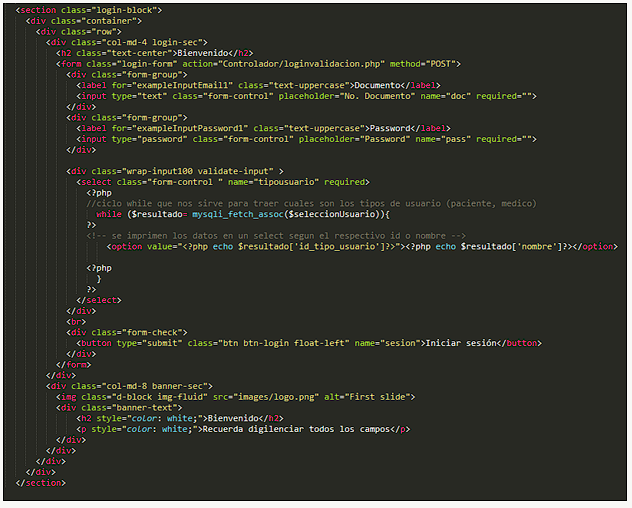 <section class="login-block">
<div class="container">
<div class="row">
<div class="col-md-4 login-sec">
<h2 class="text-center">Bienvenido</h2>
<form class="login-form" action="Controlador/loginvalidacion.php" method="POST">
<div class="form-group">
<label for="exampleInputEmail1" class="text-uppercase">Documento</label>
<input type="text" class="form-control" placeholder="No. Documento" name="doc" required="">
</div>
<div class="form-group">
<label for="exampleInputPassword1" class="text-uppercase">Password</label>
<input type="password" class="form-control" placeholder="Password" name="pass" required="">
</div>
<div class="wrap-input100 validate-input" >
<select class="form-control " name="tipousuario" required>
<?php
//ciclo while que nos sirve para traer cuales son los tipos de usuario (paciente, medico)
while ($resultado= mysqli_fetch_assoc($seleccionUsuario)){
?>
<!-- se imprimen los datos en un select segun el respectivo id o nombre -->
<option value="<?php echo $resultado['id_tipo_usuario']?>"><?php echo $resultado['nombre']?></option>
<?php
}
?>
</select>
</div>
<br>
<div class="form-check">
<button type="submit" class="btn btn-login float-left" name="sesion">Iniciar sesión</button>
</div>
</form>
</div>
<div class="col-md-8 banner-sec">
<img class="d-block img-fluid" src="images/logo.png" alt="First slide">
<div class="banner-text">
<h2 style="color: white;">Bienvenido</h2>
<p style="color: white;">Recuerda digilenciar todos los campos</p>
</div>
</div>
</div>
</div>
</section>